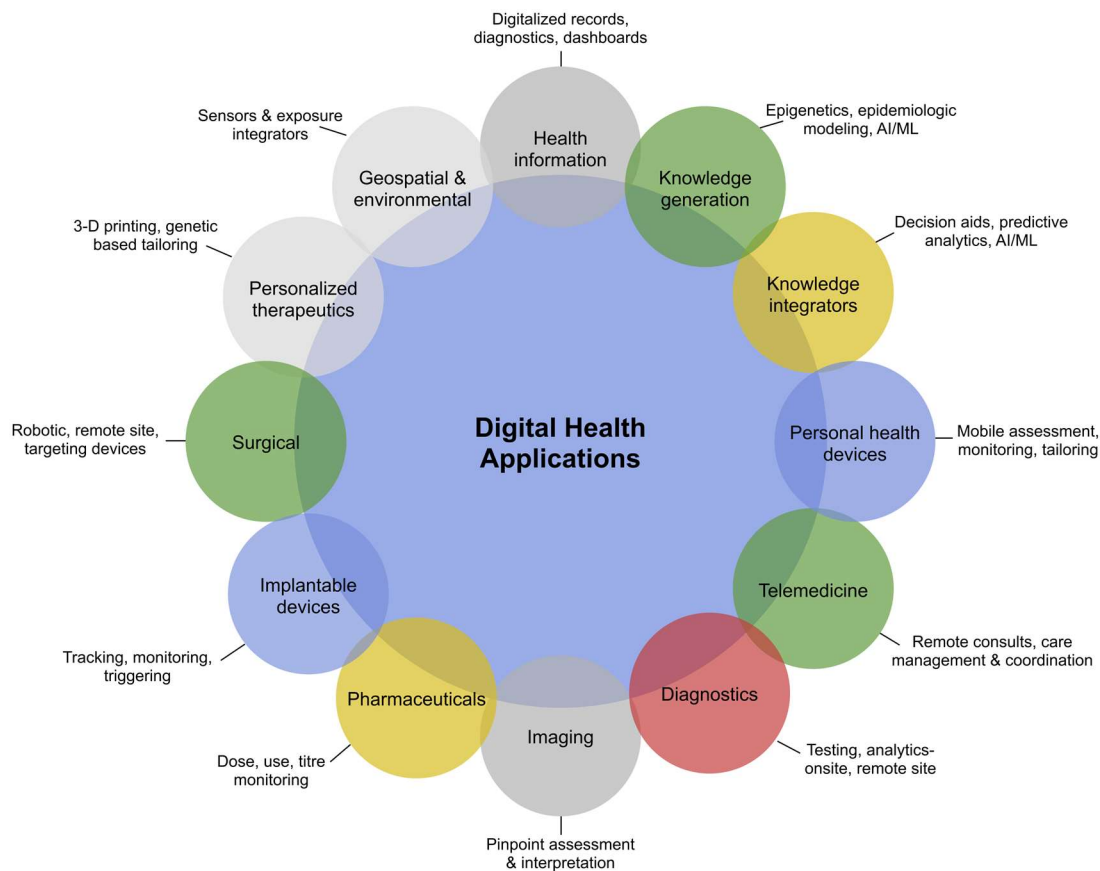 Digitalized records,
diagnostics, dashboards
Health
information
Epigenetics, epidemiologic
modeling, AI/ML
Knowledge
generation
Decision aids, predictive
analytics, AI/ML
Knowledge
integrators
Personal health
devices
Mobile assessment,
monitoring, tailoring
Telemedicine
Remote consults, care
management & coordination
Diagnostics
Testing, analytics-
onsite, remote site
Imaging
Pinpoint assessment
& interpretation
Pharmaceuticals
Dose, use, titre
monitoring
Implantable
devices
Tracking, monitoring,
triggering
Surgical
Robotic, remote site,
targeting devices
Personalized
therapeutics
3-D printing, genetic
based tailoring
Geospatial &
environmental
Sensors & exposure
integrators
Digital Health
Applications